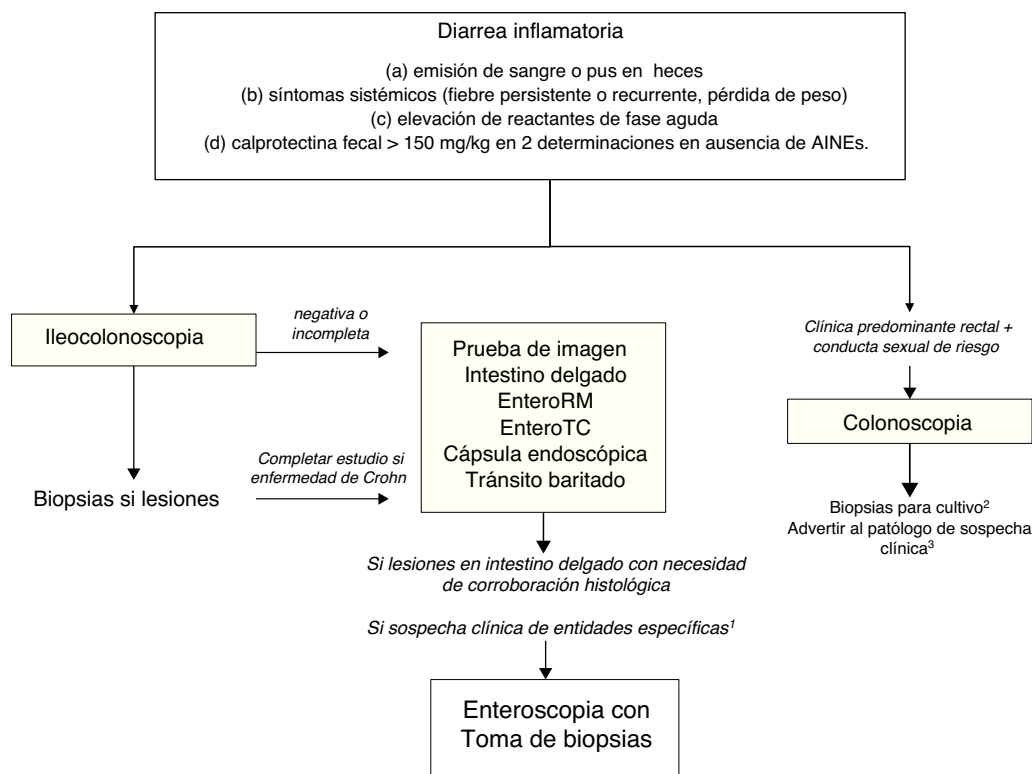 Diarrea inflamatoria
(a) emisión de sangre o pus en heces
(b) síntomas sistémicos (fiebre persistente o recurrente, pérdida de peso)
(c) elevación de reactantes de fase aguda
(d) calprotectina fecal > 150 mg/kg en 2 determinaciones en ausencia de AINEs.
Ileocolonoscopia
negativa o
incompleta
Biopsias si lesiones
Completar estudio si
enfermedad de Crohn
Prueba de imagen
Intestino delgado
EnteroRM
EnteroTC
Cápsula endoscópica
Tránsito baritado
Si lesiones en intestino delgado con necesidad
de corroboración histológica
Si sospecha clínica de entidades específicas¹
Enteroscopia con
Toma de biopsias
Clínica predominante rectal +
conducta sexual de riesgo
Colonoscopia
Biopsias para cultivo²
Advertir al patólogo de sospecha
clínica³